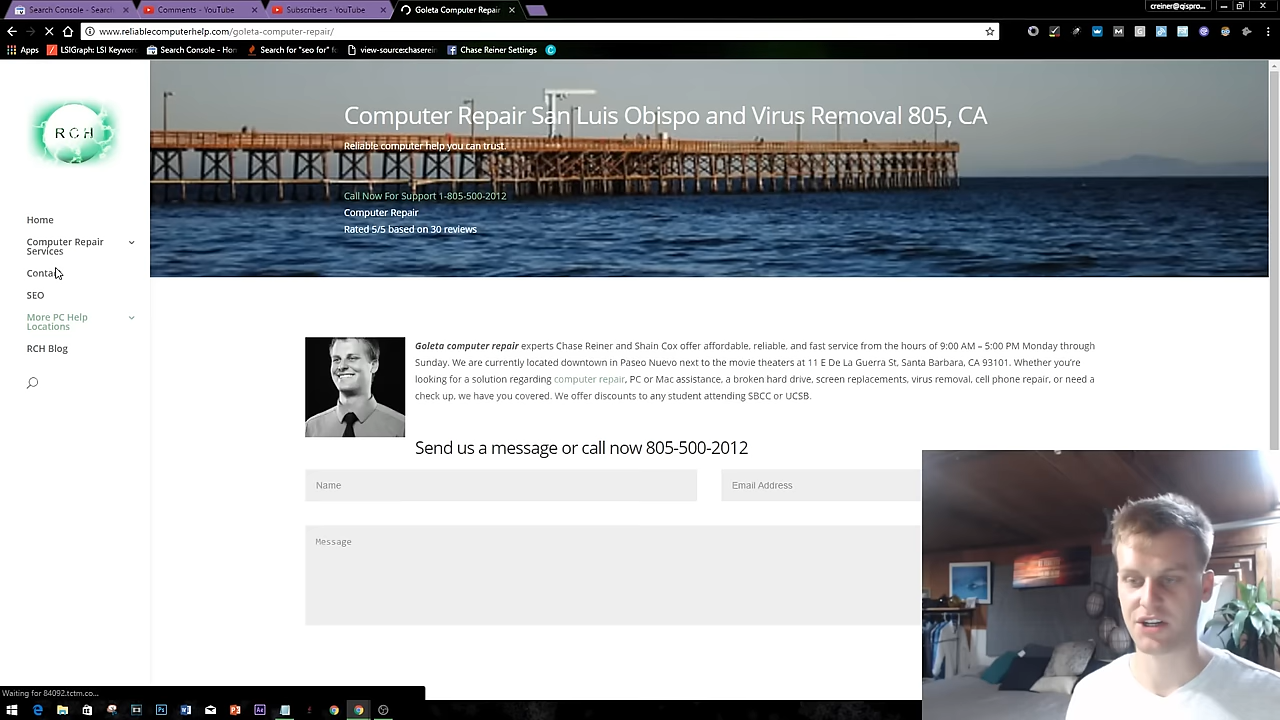 Search Console - Searc
Comments - YouTube
Subscribers - YouTube
Goleta Computer Repair
creiner@qispro...
www.reliablecomputerhelp.com/goleta-computer-repair/
Apps
LSIGraph: LSI Keywor
Search Console - Hom
Search for "seo for" f
view-source:chaserein
Chase Reiner Settings
RCH
Home
Computer Repair
Services
Contact
SEO
More PC Help
Locations
RCH Blog
Computer Repair San Luis Obispo and Virus Removal 805, CA
Reliable computer help you can trust.
Call Now For Support 1-805-500-2012
Computer Repair
Rated 5/5 based on 30 reviews
Goleta computer repair experts Chase Reiner and Shain Cox offer affordable, reliable, and fast service from the hours of 9:00 AM – 5:00 PM Monday through
Sunday. We are currently located downtown in Paseo Nuevo next to the movie theaters at 11 E De La Guerra St, Santa Barbara, CA 93101. Whether you're
looking for a solution regarding computer repair, PC or Mac assistance, a broken hard drive, screen replacements, virus removal, cell phone repair, or need a
check up, we have you covered. We offer discounts to any student attending SBCC or UCSB.
Send us a message or call now 805-500-2012
Name
Email Address
Message
Waiting for 84092.tctm.co...